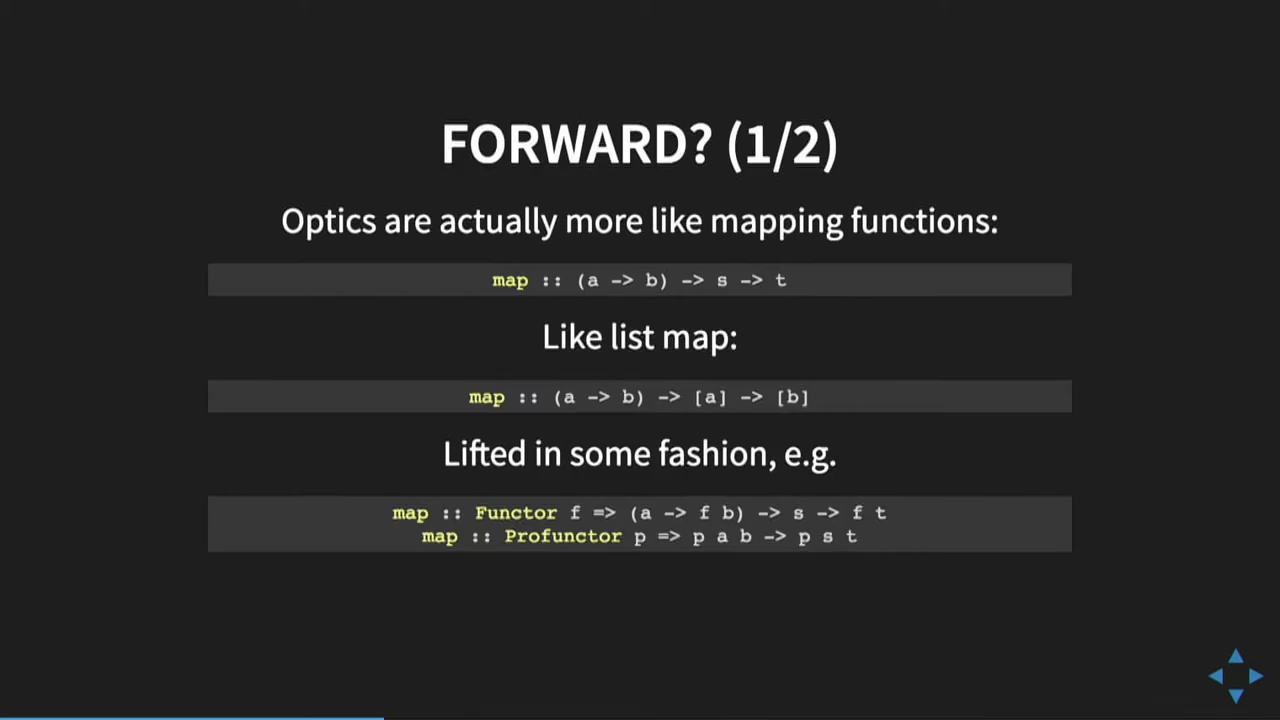 FORWARD? (1/2)
Optics are actually more like mapping functions:
map :: (a -> b) -> s -> t
Like list map:
map :: (a -> b) -> [a] -> [b]
Lifted in some fashion, e.g.
map :: Functor f => (a -> f b) -> s -> f t
map :: Profunctor p => p a b -> p s t